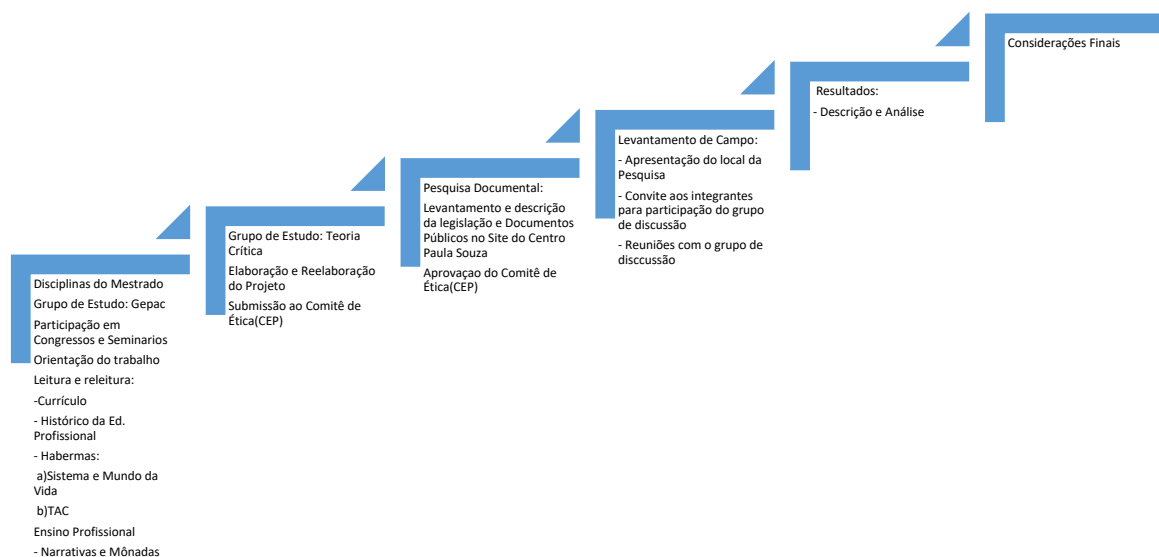 Disciplinas do Mestrado
Grupo de Estudo: Gepac
Participação em
Congressos e Seminarios
Orientação do trabalho
Leitura e releitura:
-Currículo
- Histórico da Ed.
Profissional
- Habermas:
a)Sistema e Mundo da
Vida
b)TAC
Ensino Profissional
- Narrativas e Mônadas
Grupo de Estudo: Teoria
Crítica
Elaboração e Reelaboração
do Projeto
Submissão ao Comitê de
Ética(CEP)
Pesquisa Documental:
Levantamento e descrição
da legislação e Documentos
Públicos no Site do Centro
Paula Souza
Aprovaçao do Comitê de
Ética(CEP)
Levantamento de Campo:
- Apresentação do local da
Pesquisa
- Convite aos integrantes
para participação do grupo
de discussão
- Reuniões com o grupo de
disccussão
Resultados:
- Descrição e Análise
Considerações Finais